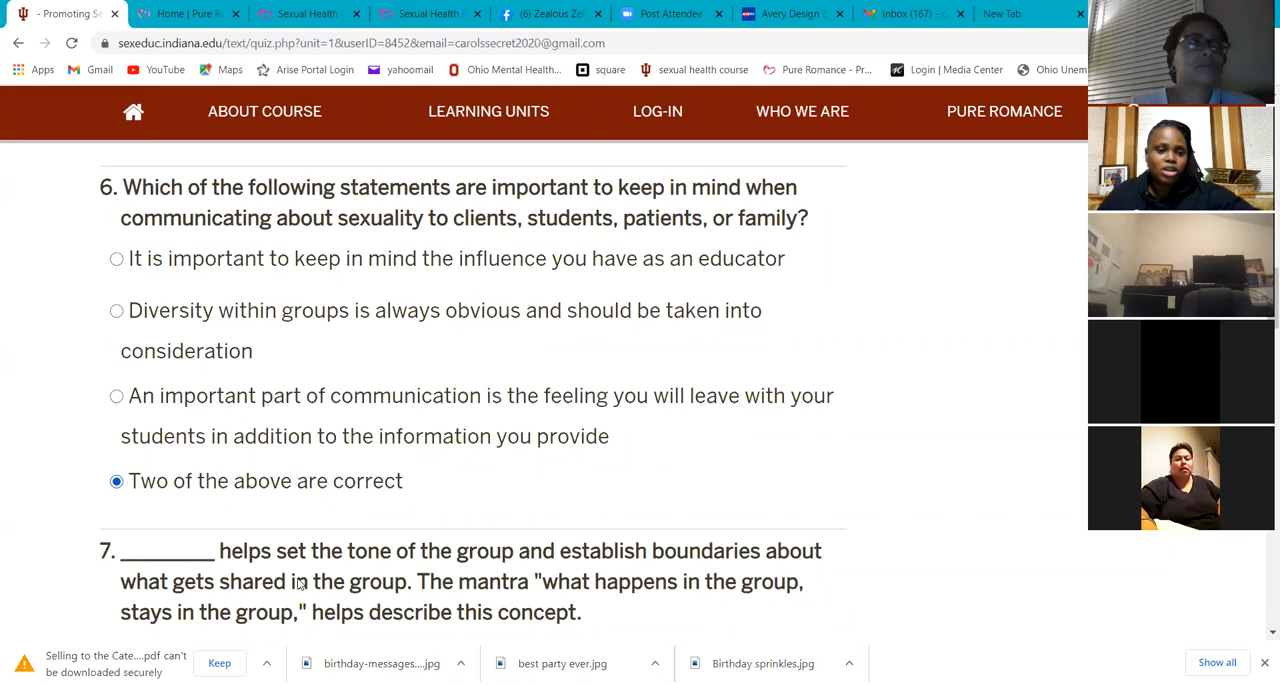 - Promoting Se
Home | Pure R
Sexual Health
Sexual Health
(6) Zealous Ze
Post Attendee
Avery Design
Inbox (167) -
New Tab
sexeduc.indiana.edu/text/quiz.php?unit=1&userID=8452&email=carolssecret2020@gmail.com
Apps Gmail YouTube Maps Arise Portal Login yahoomail Ohio Mental Health... square sexual health course Pure Romance - Pr... Login | Media Center Ohio Unem
ABOUT COURSE LEARNING UNITS LOG-IN WHO WE ARE PURE ROMANCE
6. Which of the following statements are important to keep in mind when
communicating about sexuality to clients, students, patients, or family?
It is important to keep in mind the influence you have as an educator
Diversity within groups is always obvious and should be taken into
consideration
An important part of communication is the feeling you will leave with your
students in addition to the information you provide
Two of the above are correct
7. _________ helps set the tone of the group and establish boundaries about
what gets shared in the group. The mantra "what happens in the group,
stays in the group," helps describe this concept.
Selling to the Cate....pdf can't
be downloaded securely
Keep
birthday-messages....jpg
best party ever.jpg
Birthday sprinkles.jpg
Show all